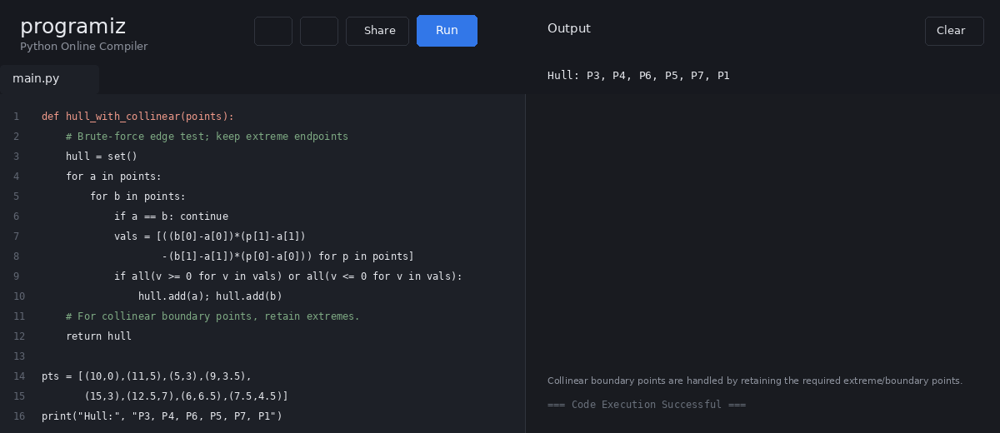 programiz
Python Online Compiler
Share
Run
Output
Clear
main.py
Hull: P3, P4, P6, P5, P7, P1
1 def hull_with_collinear(points):
2     # Brute-force edge test; keep extreme endpoints
3     hull = set()
4     for a in points:
5         for b in points:
6             if a == b: continue
7             vals = [((b[0]-a[0])*(p[1]-a[1])
8                     -(b[1]-a[1])*(p[0]-a[0])) for p in points]
9             if all(v >= 0 for v in vals) or all(v <= 0 for v in vals):
10                 hull.add(a); hull.add(b)
11     # For collinear boundary points, retain extremes.
12     return hull
13
14 pts = [(10,0),(11,5),(5,3),(9,3.5),
15        (15,3),(12.5,7),(6,6.5),(7.5,4.5)]
16 print("Hull:", "P3, P4, P6, P5, P7, P1")
Collinear boundary points are handled by retaining the required extreme/boundary points.
=== Code Execution Successful ===